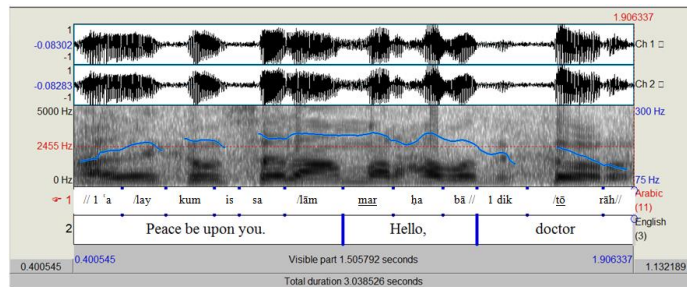 1.906337
1
-0.08302
-1
Ch 1
1
-0.08283
-1
Ch 2
5000 Hz
300 Hz
2455 Hz
0 Hz
75 Hz
1 // 1 ˁa /lay kum is sa /lām mar ḥa bā // 1 dik /tō rāh// Arabic (11)
2 Peace be upon you. Hello, doctor English (3)
0.400545 Visible part 1.505792 seconds 1.906337
0.400545 1.132189
Total duration 3.038526 seconds